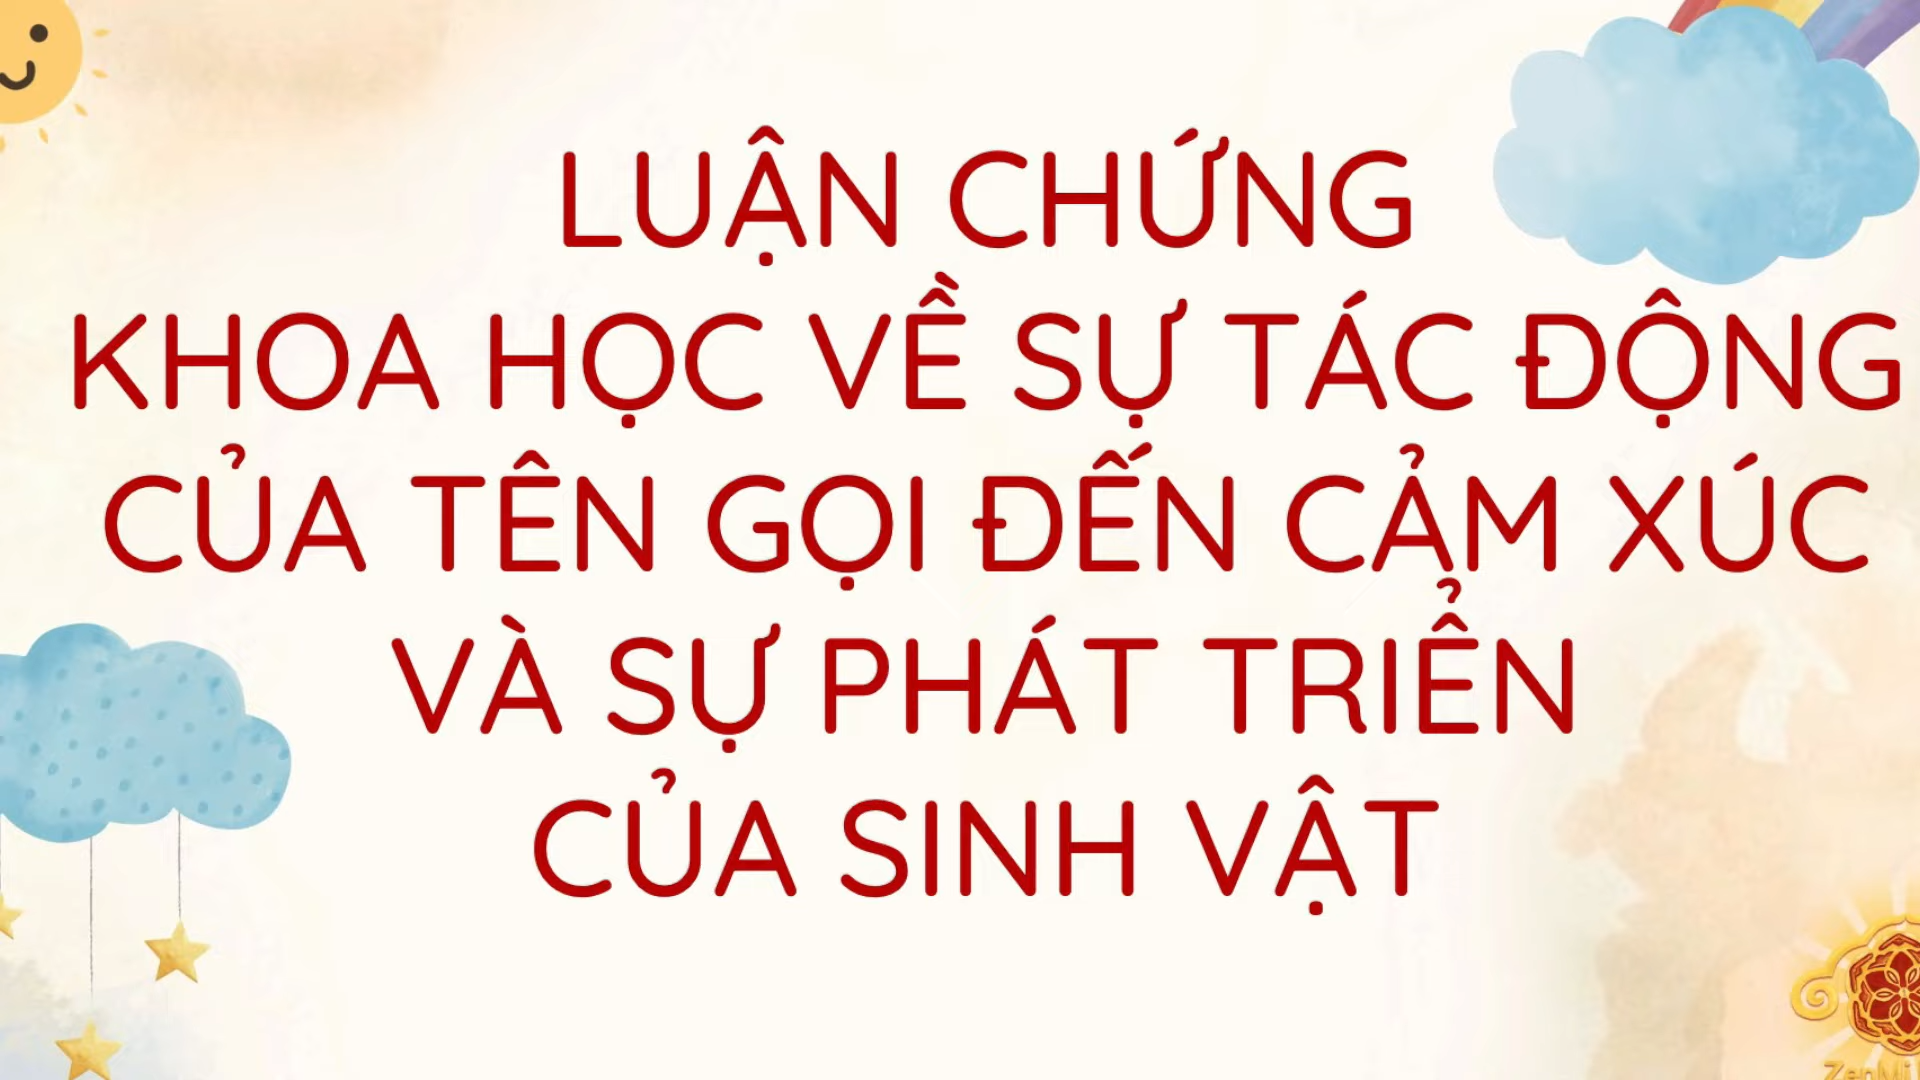 LUẬN CHỨNG
KHOA HỌC VỀ SỰ TÁC ĐỘNG
CỦA TÊN GỌI ĐẾN CẢM XÚC
VÀ SỰ PHÁT TRIỂN
CỦA SINH VẬT